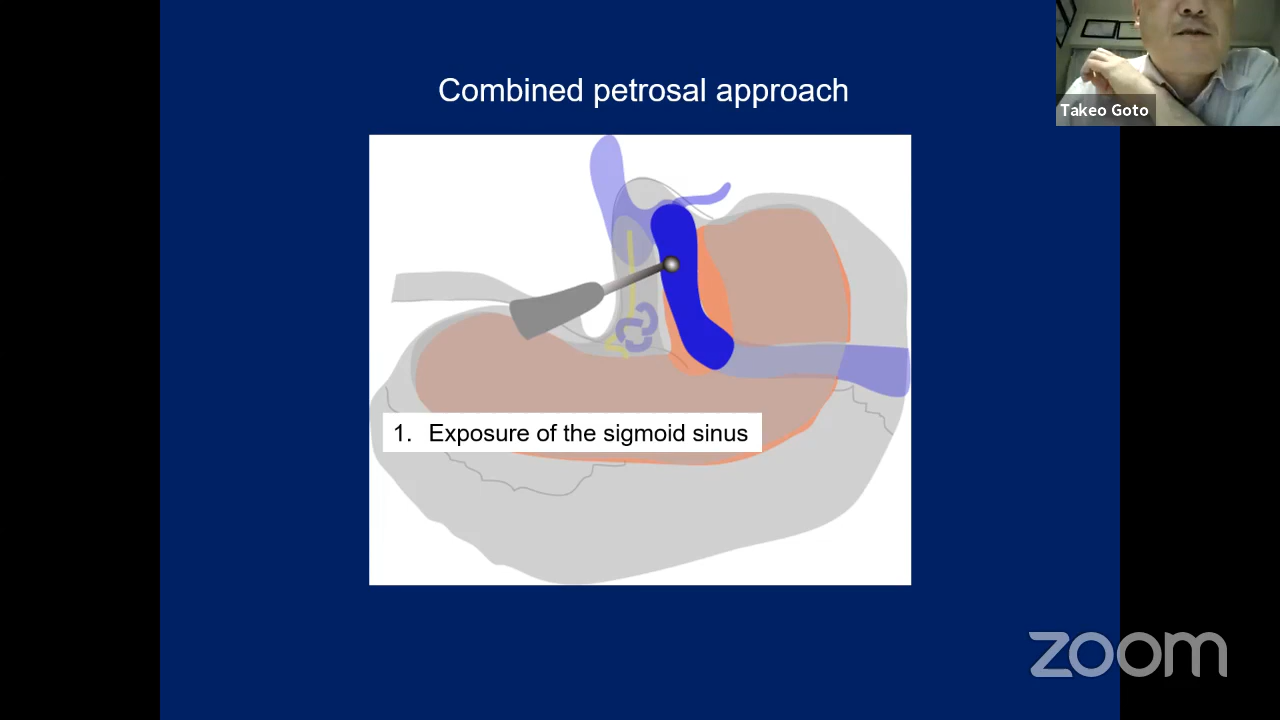 Combined petrosal approach
Takeo Goto
1. Exposure of the sigmoid sinus
zoom